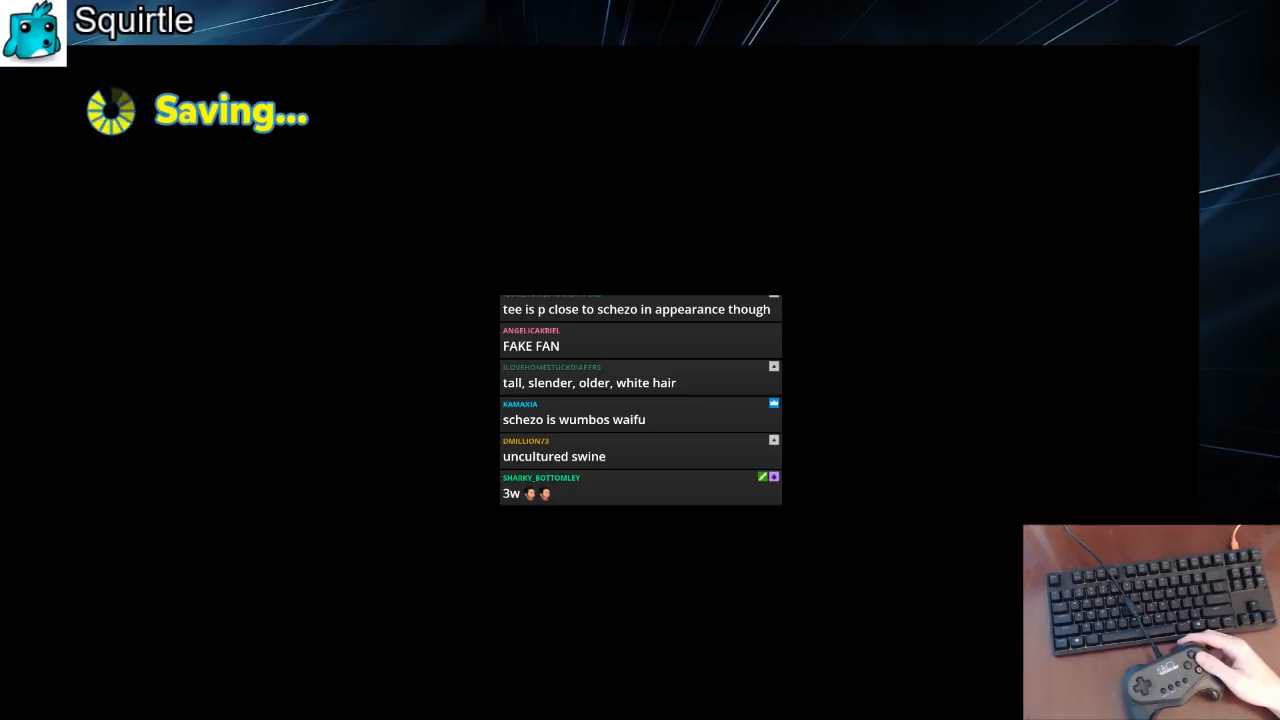 Squirtle
Saving...
tee is p close to schezo in appearance though
ANGELICAKRIEL
FAKE FAN
ILOVEHOMESTUCKDIAPERS
tall, slender, older, white hair
KAMAXIA
schezo is wumbos waifu
DMILLION73
uncultured swine
SHARKY_BOTTOMLEY
3w